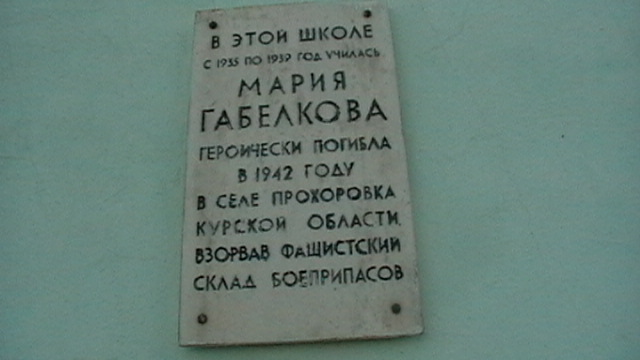 В ЭТОЙ ШКОЛЕ
С 1935 ПО 1939 ГОД УЧИЛАСЬ
МАРИЯ
ГАБЕЛКОВА
ГЕРОИЧЕСКИ ПОГИБЛА
В 1942 ГОДУ
В СЕЛЕ ПРОХОРОВКА
КУРСКОЙ ОБЛАСТИ,
ВЗОРВАВ ФАШИСТСКИЙ
СКЛАД БОЕПРИПАСОВ